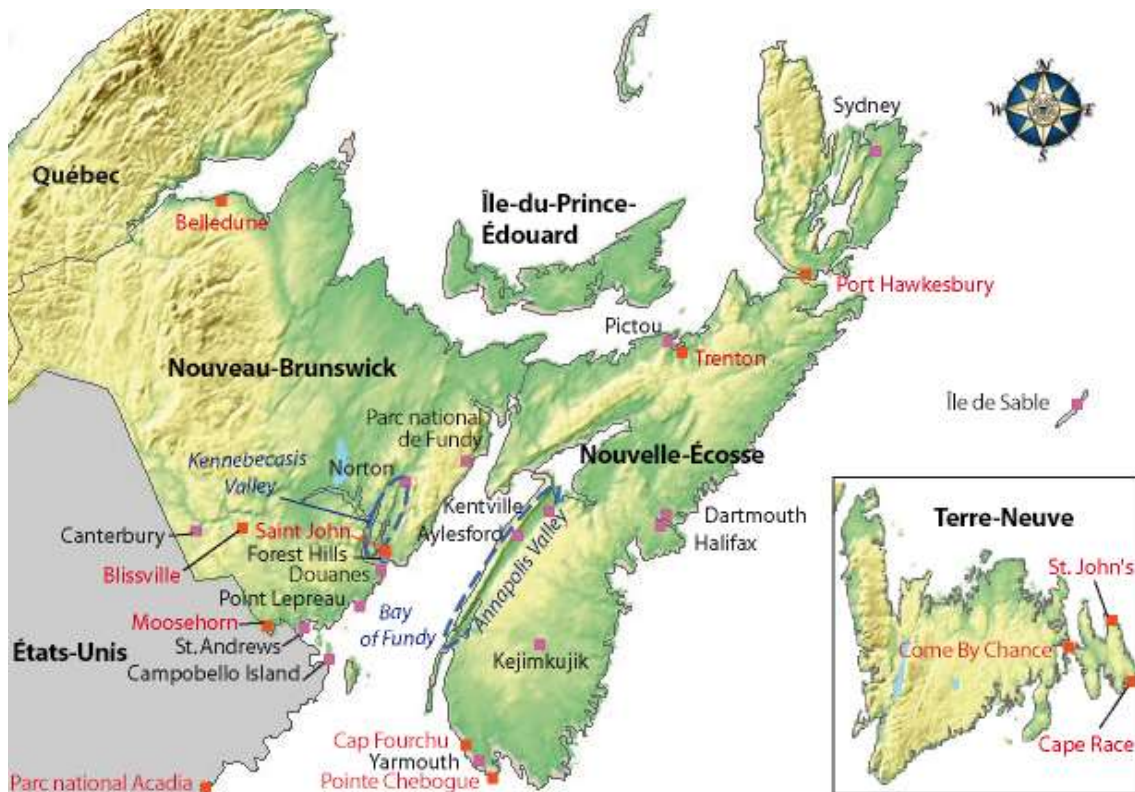 N
W
E
S
Sydney
Québec
Belledune
Île-du-Prince-
Édouard
Port Hawkesbury
Pictou
Trenton
Nouveau-Brunswick
Île de Sable
Parc national
de Fundy
Nouvelle-Écosse
Kennebecasis
Valley
Norton
Kentville
Aylesford
Annapolis Valley
Dartmouth
Halifax
Canterbury
Saint John
Forest Hills
Douanes
Blissville
Point Lepreau
Bay
of Fundy
Moosehorn
St. Andrews
États-Unis
Campobello Island
Kejimkujik
Cap Fourchu
Yarmouth
Pointe Chebogue
Parc national Acadia
Terre-Neuve
St. John's
Come By Chance
Cape Race